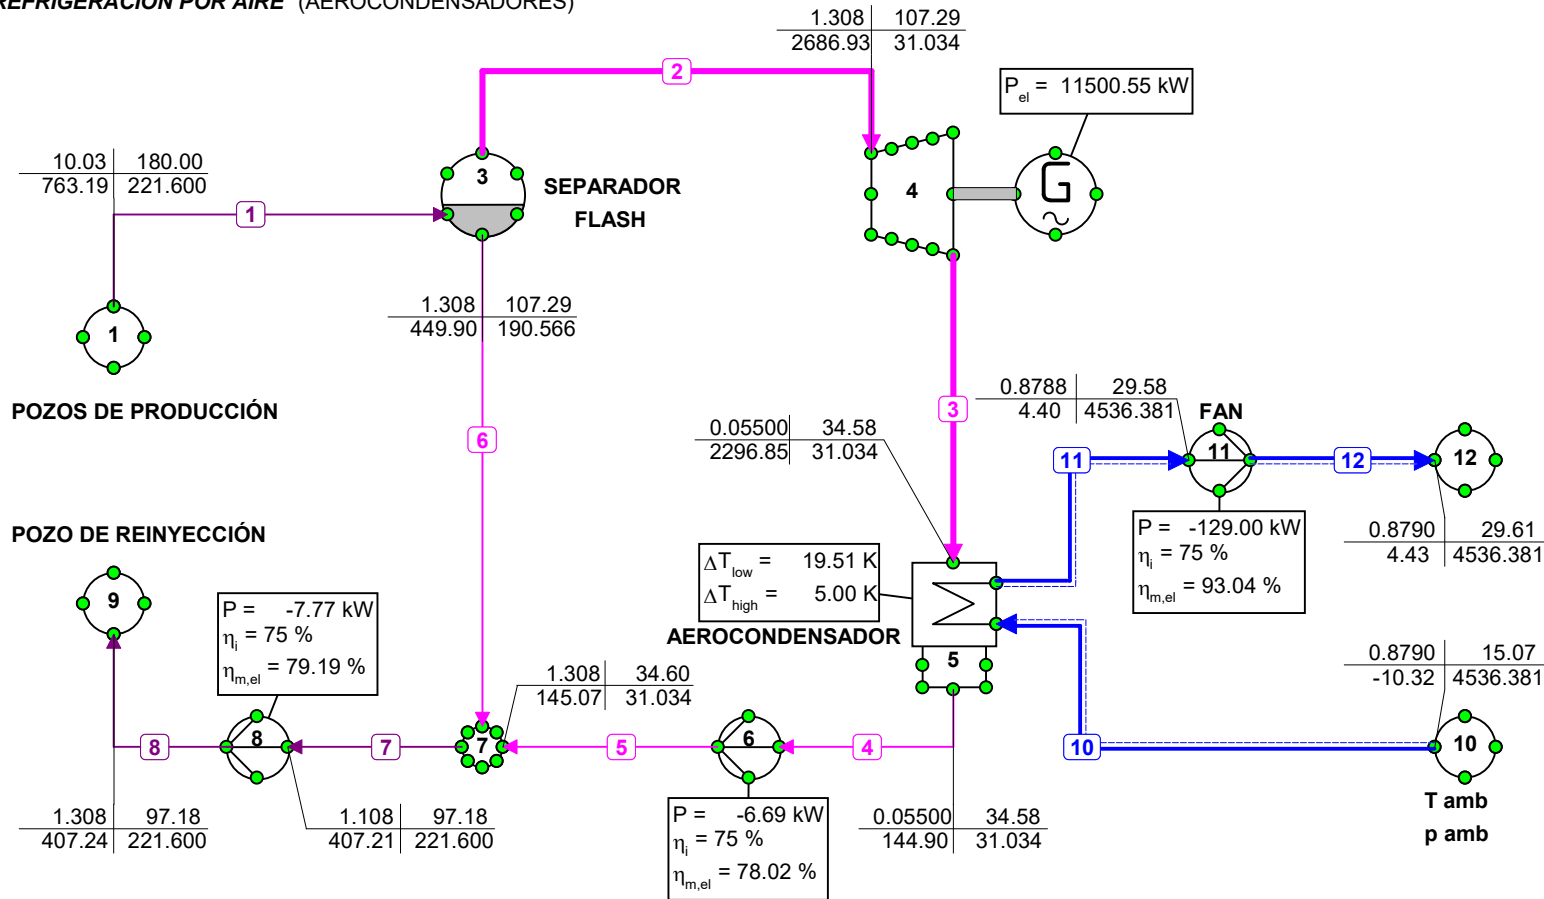 REFRIGERACIÓN POR AIRE (AEROCONDENSADORES)
1.308 107.29
2686.93 31.034
2
P el = 11500.55 kW
10.03 180.00
763.19 221.600
3
SEPARADOR
FLASH
4
G
1
1.308 107.29
449.90 190.566
1
POZOS DE PRODUCCIÓN
0.8788 29.58
4.40 4536.381
FAN
3
0.05500 34.58
2296.85 31.034
6
11
11
12
12
POZO DE REINYECCIÓN
P = -129.00 kW
ηi = 75 %
ηm,el = 93.04 %
0.8790 29.61
4.43 4536.381
ΔTlow = 19.51 K
ΔThigh = 5.00 K
9
P = -7.77 kW
ηi = 75 %
ηm,el = 79.19 %
AEROCONDENSADOR
5
1.308 34.60
145.07 31.034
0.8790 15.07
-10.32 4536.381
8
8
7
7
5
6
4
10
10
T amb
p amb
1.308 97.18
407.24 221.600
1.108 97.18
407.21 221.600
P = -6.69 kW
ηi = 75 %
ηm,el = 78.02 %
0.05500 34.58
144.90 31.034